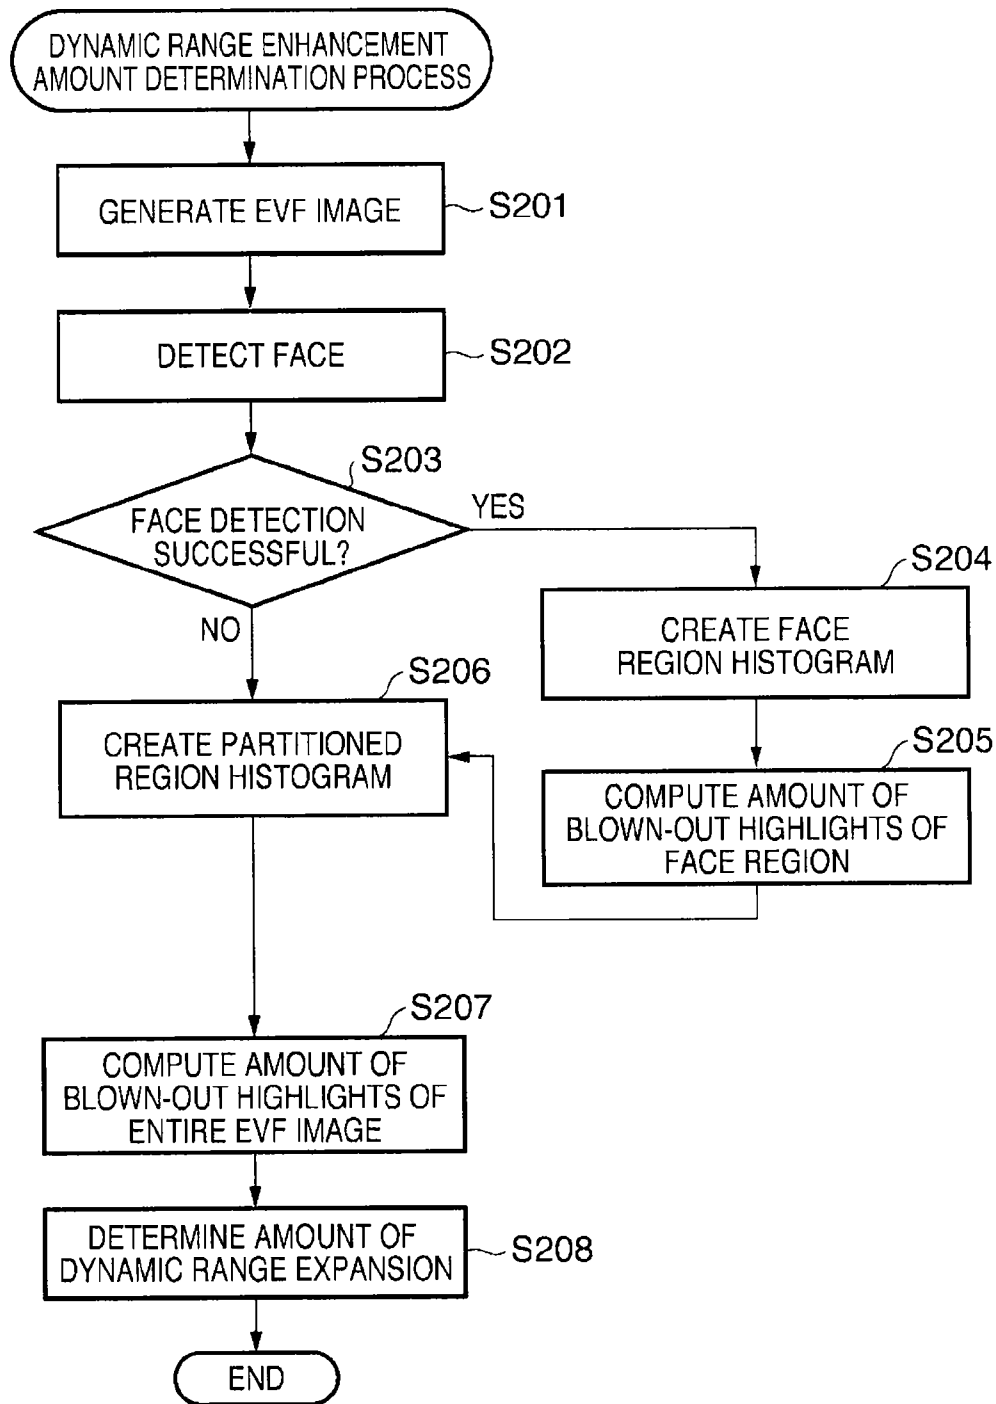 DYNAMIC RANGE ENHANCEMENT
AMOUNT DETERMINATION PROCESS
GENERATE EVF IMAGE
S201
DETECT FACE
S202
S203
FACE DETECTION
SUCCESSFUL?
YES
NO
S204
CREATE FACE
REGION HISTOGRAM
S205
COMPUTE AMOUNT OF
BLOWN-OUT HIGHLIGHTS OF
FACE REGION
S206
CREATE PARTITIONED
REGION HISTOGRAM
S207
COMPUTE AMOUNT OF
BLOWN-OUT HIGHLIGHTS OF
ENTIRE EVF IMAGE
DETERMINE AMOUNT OF
DYNAMIC RANGE EXPANSION
S208
END